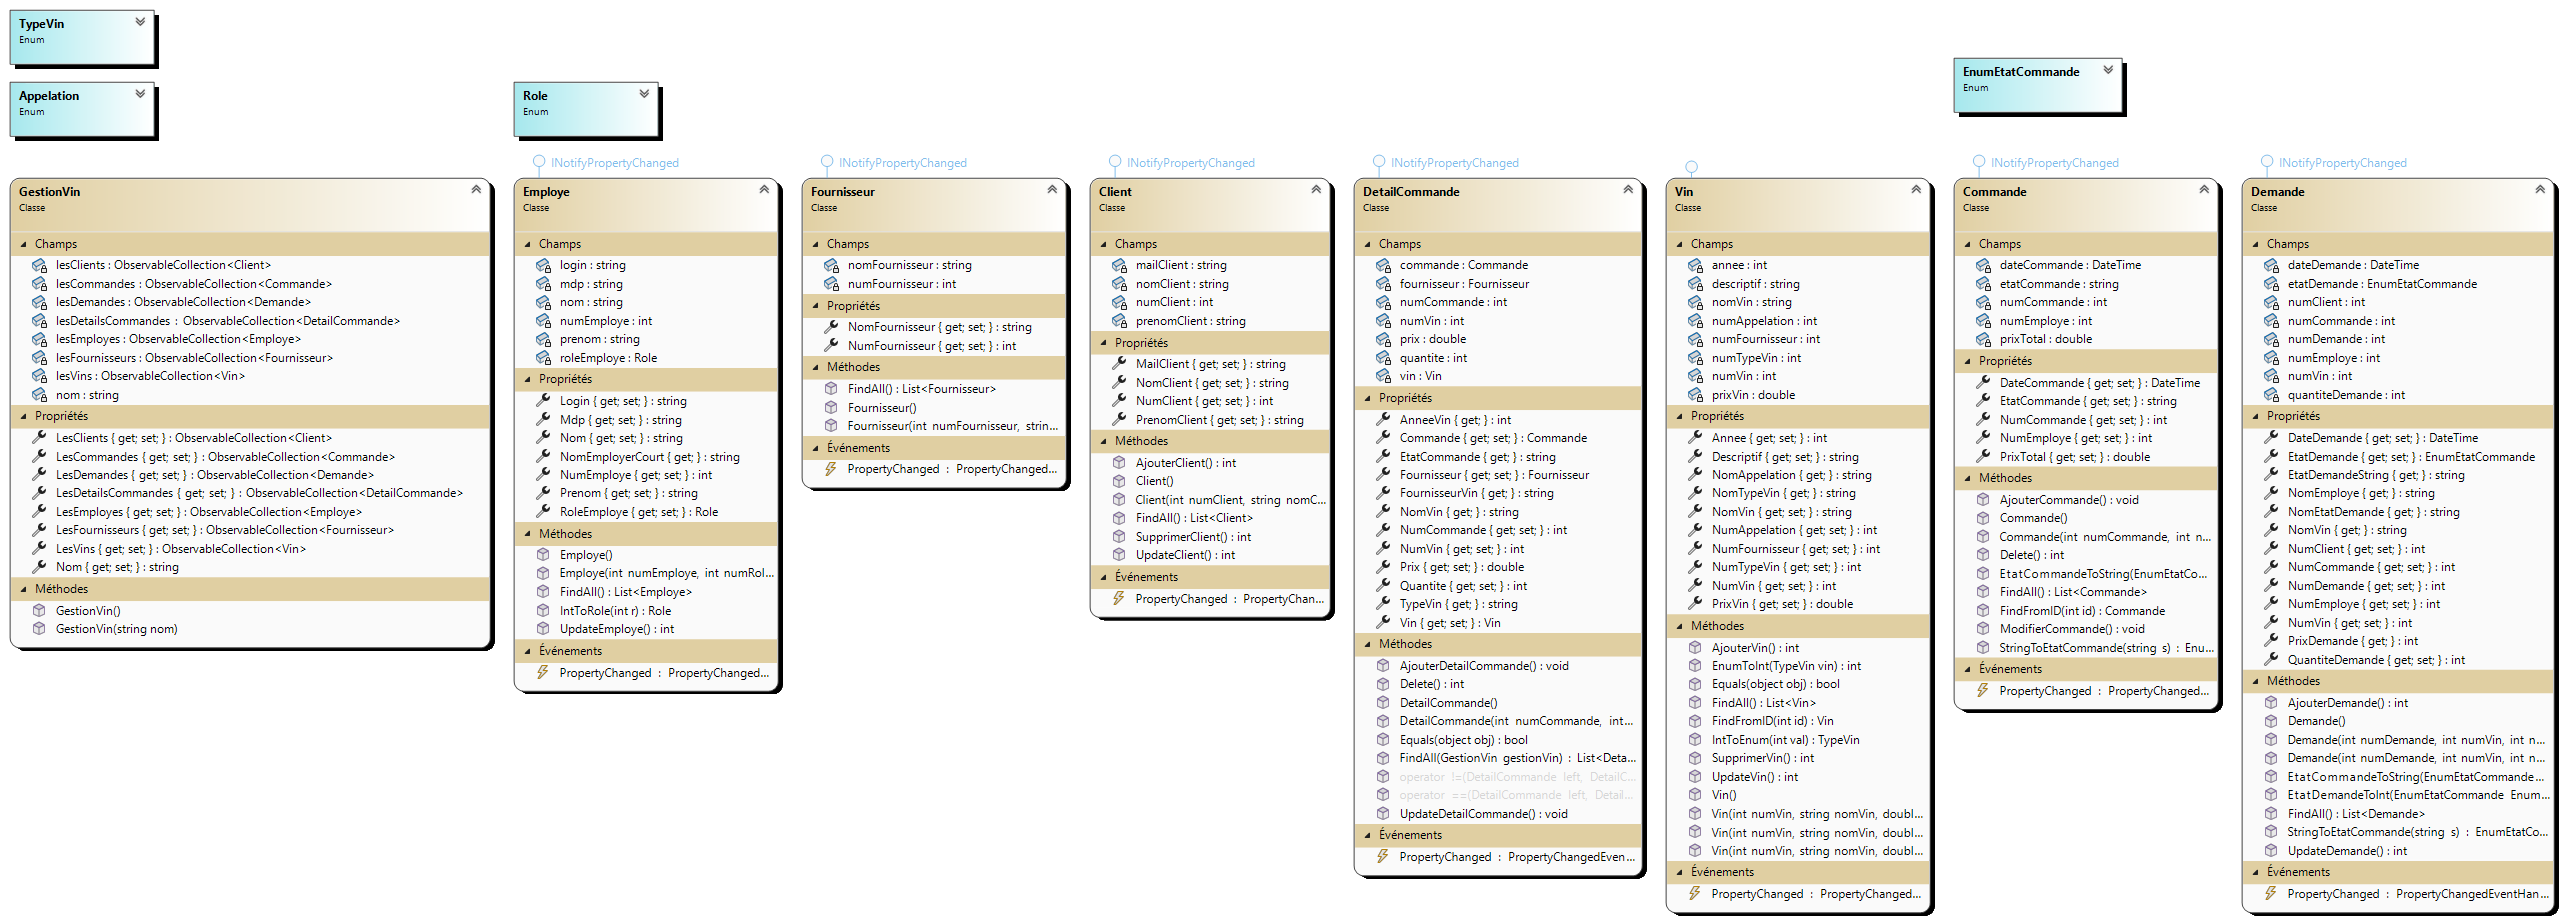 TypeVin
Enum
Appelation
Enum
Role
Enum
EnumEtatCommande
Enum
GestionVin
Classe
Champs
lesClients : ObservableCollection<Client>
lesCommandes : ObservableCollection<Commande>
lesDemandes : ObservableCollection<Demande>
lesDetailsCommandes : ObservableCollection<DetailCommande>
lesEmployes : ObservableCollection<Employe>
lesFournisseurs : ObservableCollection<Fournisseur>
lesVins : ObservableCollection<Vin>
nom : string
Propriétés
LesClients { get; set; } : ObservableCollection<Client>
LesCommandes { get; set; } : ObservableCollection<Commande>
LesDemandes { get; set; } : ObservableCollection<Demande>
LesDetailsCommandes { get; set; } : ObservableCollection<DetailCommande>
LesEmployes { get; set; } : ObservableCollection<Employe>
LesFournisseurs { get; set; } : ObservableCollection<Fournisseur>
LesVins { get; set; } : ObservableCollection<Vin>
Nom { get; set; } : string
Méthodes
GestionVin()
GestionVin(string nom)
INotifyPropertyChanged
Employe
Classe
Champs
login : string
mdp : string
nom : string
numEmploye : int
prenom : string
roleEmploye : Role
Propriétés
Login { get; set; } : string
Mdp { get; set; } : string
Nom { get; set; } : string
NomEmployerCourt { get; } : string
NumEmploye { get; set; } : int
Prenom { get; set; } : string
RoleEmploye { get; set; } : Role
Méthodes
Employe()
Employe(int numEmploye, int numRol...
FindAll() : List<Employe>
IntToRole(int r) : Role
UpdateEmploye() : int
Événements
PropertyChanged : PropertyChanged...
INotifyPropertyChanged
Fournisseur
Classe
Champs
nomFournisseur : string
numFournisseur : int
Propriétés
NomFournisseur { get; set; } : string
NumFournisseur { get; set; } : int
Méthodes
FindAll() : List<Fournisseur>
Fournisseur()
Fournisseur(int numFournisseur, strin...
Événements
PropertyChanged : PropertyChanged...
INotifyPropertyChanged
Client
Classe
Champs
mailClient : string
nomClient : string
numClient : int
prenomClient : string
Propriétés
MailClient { get; set; } : string
NomClient { get; set; } : string
NumClient { get; set; } : int
PrenomClient { get; set; } : string
Méthodes
AjouterClient() : int
Client()
Client(int numClient, string nomC...
FindAll() : List<Client>
SupprimerClient() : int
UpdateClient() : int
Événements
PropertyChanged : PropertyChan...
INotifyPropertyChanged
DetailCommande
Classe
Champs
commande : Commande
fournisseur : Fournisseur
numCommande : int
numVin : int
prix : double
quantite : int
vin : Vin
Propriétés
AnneeVin { get; } : int
Commande { get; set; } : Commande
EtatCommande { get; } : string
Fournisseur { get; set; } : Fournisseur
FournisseurVin { get; } : string
NomVin { get; } : string
NumCommande { get; set; } : int
NumVin { get; set; } : int
Prix { get; set; } : double
Quantite { get; set; } : int
TypeVin { get; } : string
Vin { get; set; } : Vin
Méthodes
AjouterDetailCommande() : void
Delete() : int
DetailCommande()
DetailCommande(int numCommande, int...
Equals(object obj) : bool
FindAll(GestionVin gestionVin) : List<Deta...
operator !=(DetailCommande left, DetailC...
operator ==(DetailCommande left, Detail...
UpdateDetailCommande() : void
Événements
PropertyChanged : PropertyChangedEven...
Vin
Classe
Champs
annee : int
descriptif : string
nomVin : string
numAppelation : int
numFournisseur : int
numTypeVin : int
numVin : int
prixVin : double
Propriétés
Annee { get; set; } : int
Descriptif { get; set; } : string
NomAppelation { get; } : string
NomTypeVin { get; } : string
NomVin { get; set; } : string
NumAppelation { get; set; } : int
NumFournisseur { get; set; } : int
NumTypeVin { get; set; } : int
NumVin { get; set; } : int
PrixVin { get; set; } : double
Méthodes
AjouterVin() : int
EnumToInt(TypeVin vin) : int
Equals(object obj) : bool
FindAll() : List<Vin>
FindFromID(int id) : Vin
IntToEnum(int val) : TypeVin
SupprimerVin() : int
UpdateVin() : int
Vin()
Vin(int numVin, string nomVin, doubl...
Vin(int numVin, string nomVin, doubl...
Vin(int numVin, string nomVin, doubl...
Événements
PropertyChanged : PropertyChanged...
INotifyPropertyChanged
Commande
Classe
Champs
dateCommande : DateTime
etatCommande : string
numCommande : int
numEmploye : int
prixTotal : double
Propriétés
DateCommande { get; set; } : DateTime
EtatCommande { get; set; } : string
NumCommande { get; set; } : int
NumEmploye { get; set; } : int
PrixTotal { get; set; } : double
Méthodes
AjouterCommande() : void
Commande()
Commande(int numCommande, int n...
Delete() : int
EtatCommandeToString(EnumEtatCo...
FindAll() : List<Commande>
FindFromID(int id) : Commande
ModifierCommande() : void
StringToEtatCommande(string s) : Enu...
Événements
PropertyChanged : PropertyChanged...
INotifyPropertyChanged
Demande
Classe
Champs
dateDemande : DateTime
etatDemande : EnumEtatCommande
numClient : int
numCommande : int
numDemande : int
numEmploye : int
numVin : int
quantiteDemande : int
Propriétés
DateDemande { get; set; } : DateTime
EtatDemande { get; set; } : EnumEtatCommande
EtatDemandeString { get; set; } : string
NomEmploye { get; } : string
NomEtatDemande { get; } : string
NomVin { get; } : string
NumClient { get; set; } : int
NumCommande { get; set; } : int
NumDemande { get; set; } : int
NumEmploye { get; set; } : int
NumVin { get; set; } : int
PrixDemande { get; } : int
QuantiteDemande { get; set; } : int
Méthodes
AjouterDemande() : int
Demande()
Demande(int numDemande, int numVin, int n...
Demande(int numDemande, int numVin, int n...
EtatCommandeToString(EnumEtatCommande...
EtatDemandeToInt(EnumEtatCommande Enum...
FindAll() : List<Demande>
StringToEtatCommande(string s) : EnumEtatCo...
UpdateDemande() : int
Événements
PropertyChanged : PropertyChangedEventHan...